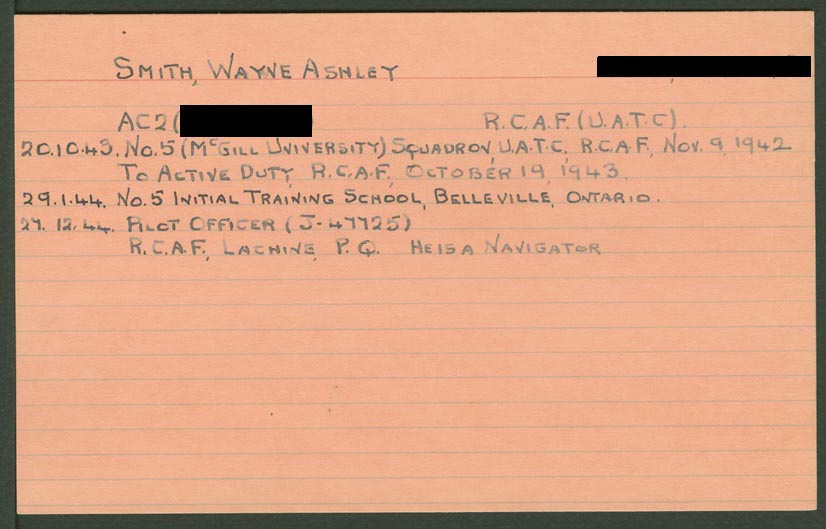 SMITH, WAYNE ASHLEY
AC2 ( ) R.C.A.F. (U.A.T.C).
20.10.43. No. 5 (McGILL UNIVERSITY) SQUADRON, U.A.T.C, R.C.A.F, NOV. 9, 1942
TO ACTIVE DUTY, R.C.A.F, OCTOBER 19, 1943.
29.1.44. No. 5 INITIAL TRAINING SCHOOL, BELLEVILLE, ONTARIO.
27.12.44. PILOT OFFICER (J-47725)
R.C.A.F., LACHINE, P.Q. HE IS A NAVIGATOR